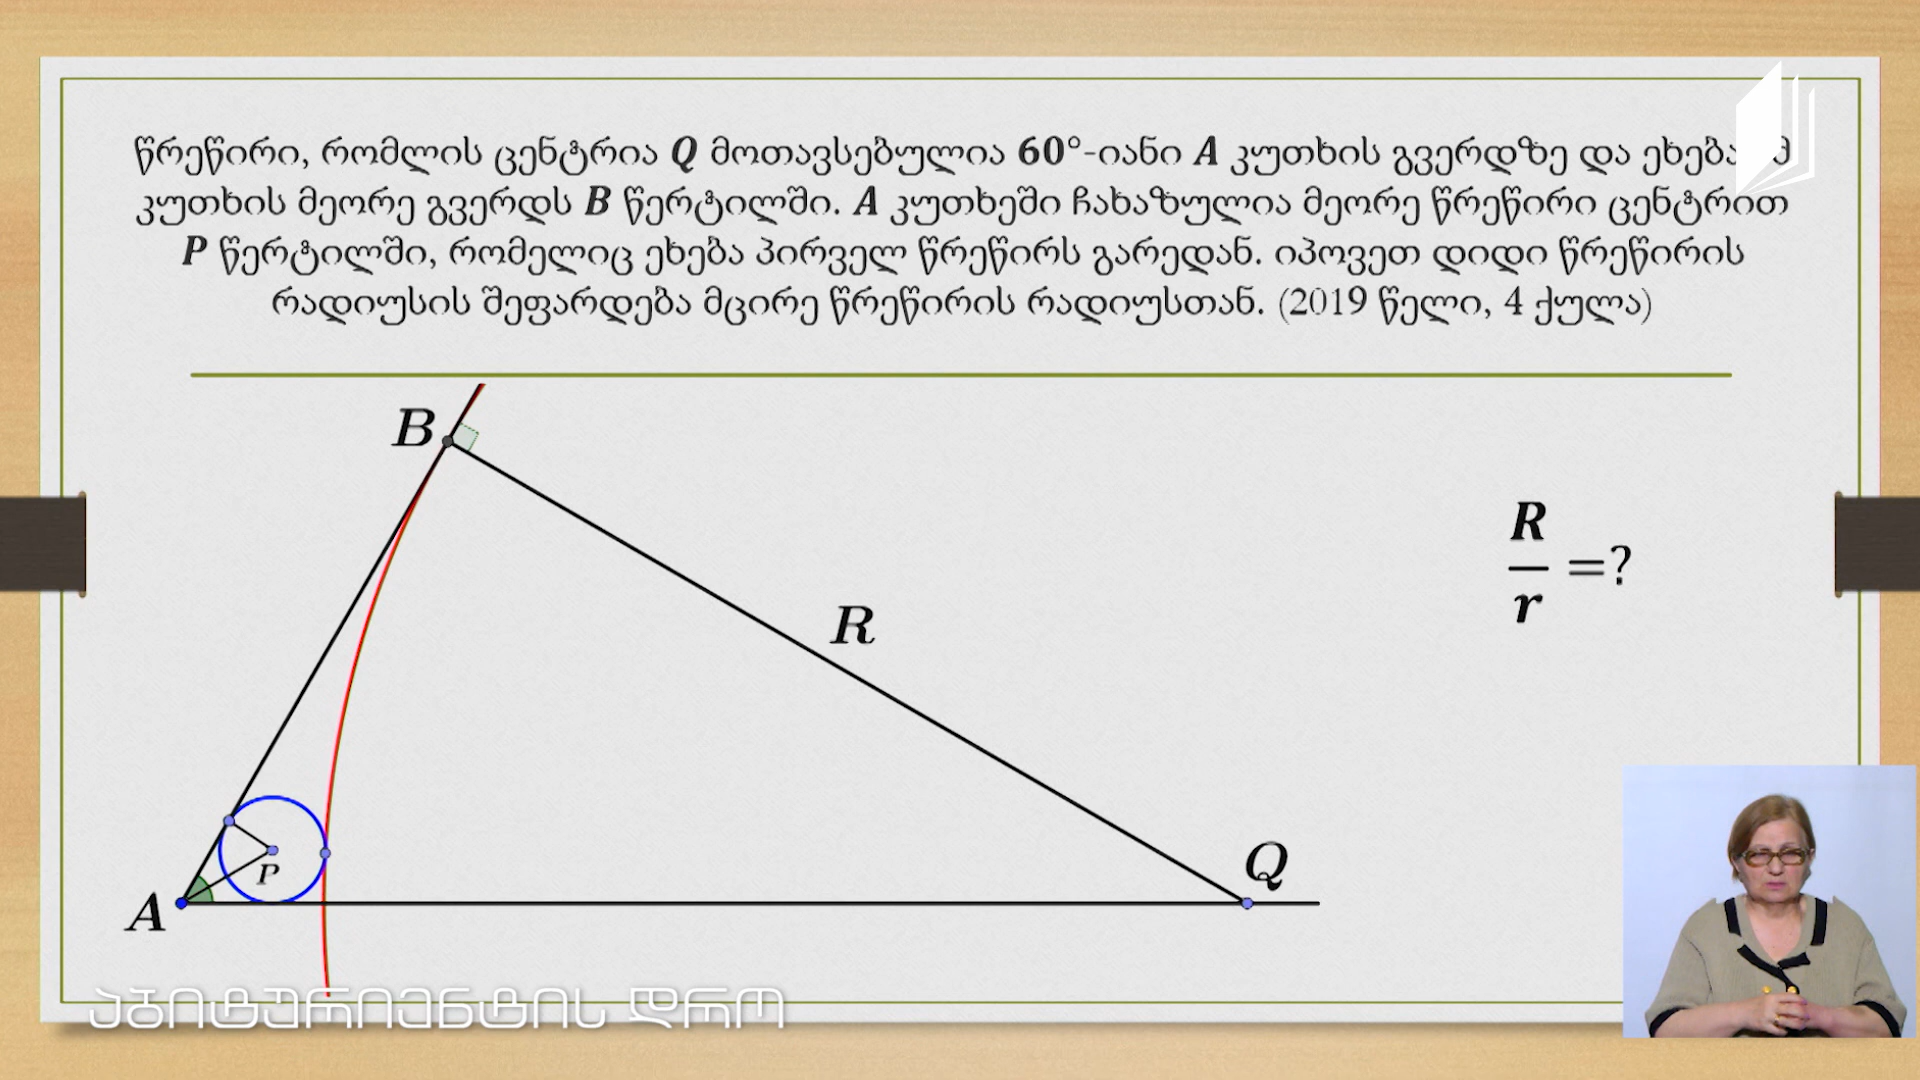 წრეწირი, რომლის ცენტრია Q მოთავსებულია 60°-იანი A კუთხის გვერდზე და ეხება
კუთხის მეორე გვერდს B წერტილში. A კუთხეში ჩახაზულია მეორე წრეწირი ცენტრით
P წერტილში, რომელიც ეხება პირველ წრეწირს გარედან. იპოვეთ დიდი წრეწირის
რადიუსის შეფარდება მცირე წრეწირის რადიუსთან. (2019 წელი, 4 ქულა)
B
R
R
— =?
r
Q
P
A
აბიტურიენტის დრო